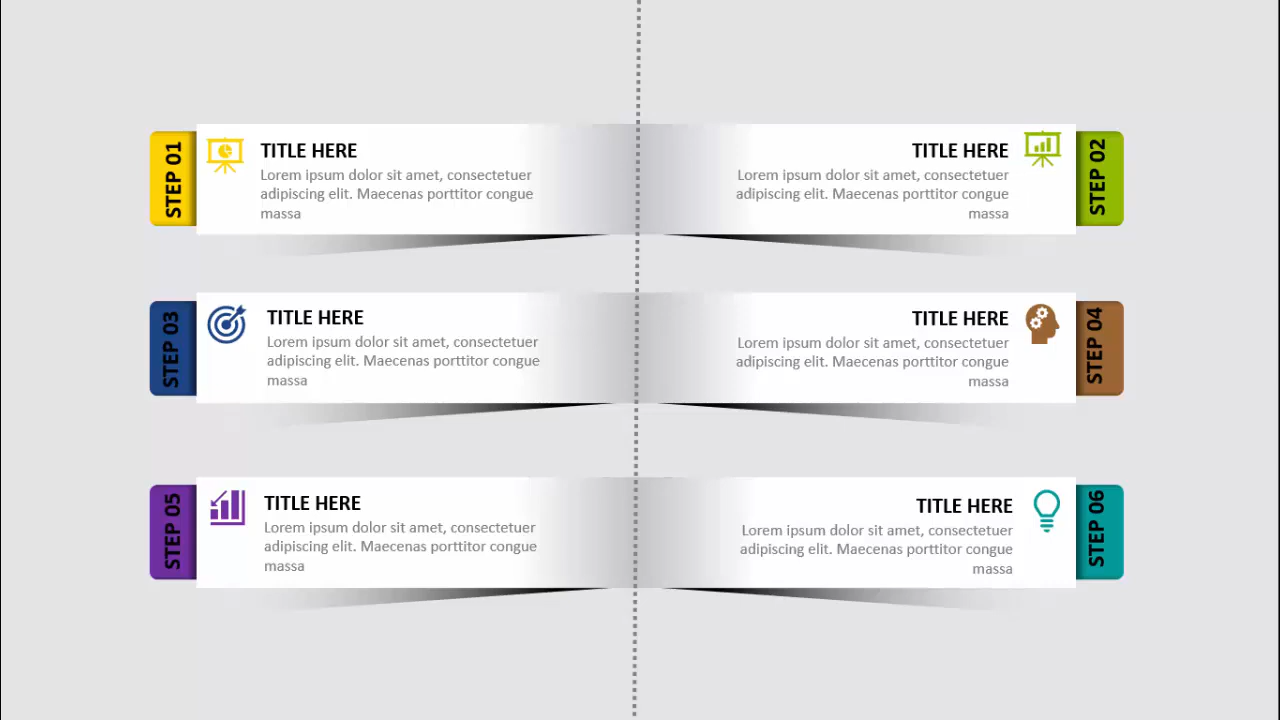 STEP 01
TITLE HERE
Lorem ipsum dolor sit amet, consectetuer
adipiscing elit. Maecenas porttitor congue
massa
TITLE HERE
Lorem ipsum dolor sit amet, consectetuer
adipiscing elit. Maecenas porttitor congue
massa
STEP 02
STEP 03
TITLE HERE
Lorem ipsum dolor sit amet, consectetuer
adipiscing elit. Maecenas porttitor congue
massa
TITLE HERE
Lorem ipsum dolor sit amet, consectetuer
adipiscing elit. Maecenas porttitor congue
massa
STEP 04
STEP 05
TITLE HERE
Lorem ipsum dolor sit amet, consectetuer
adipiscing elit. Maecenas porttitor congue
massa
TITLE HERE
Lorem ipsum dolor sit amet, consectetuer
adipiscing elit. Maecenas porttitor congue
massa
STEP 06